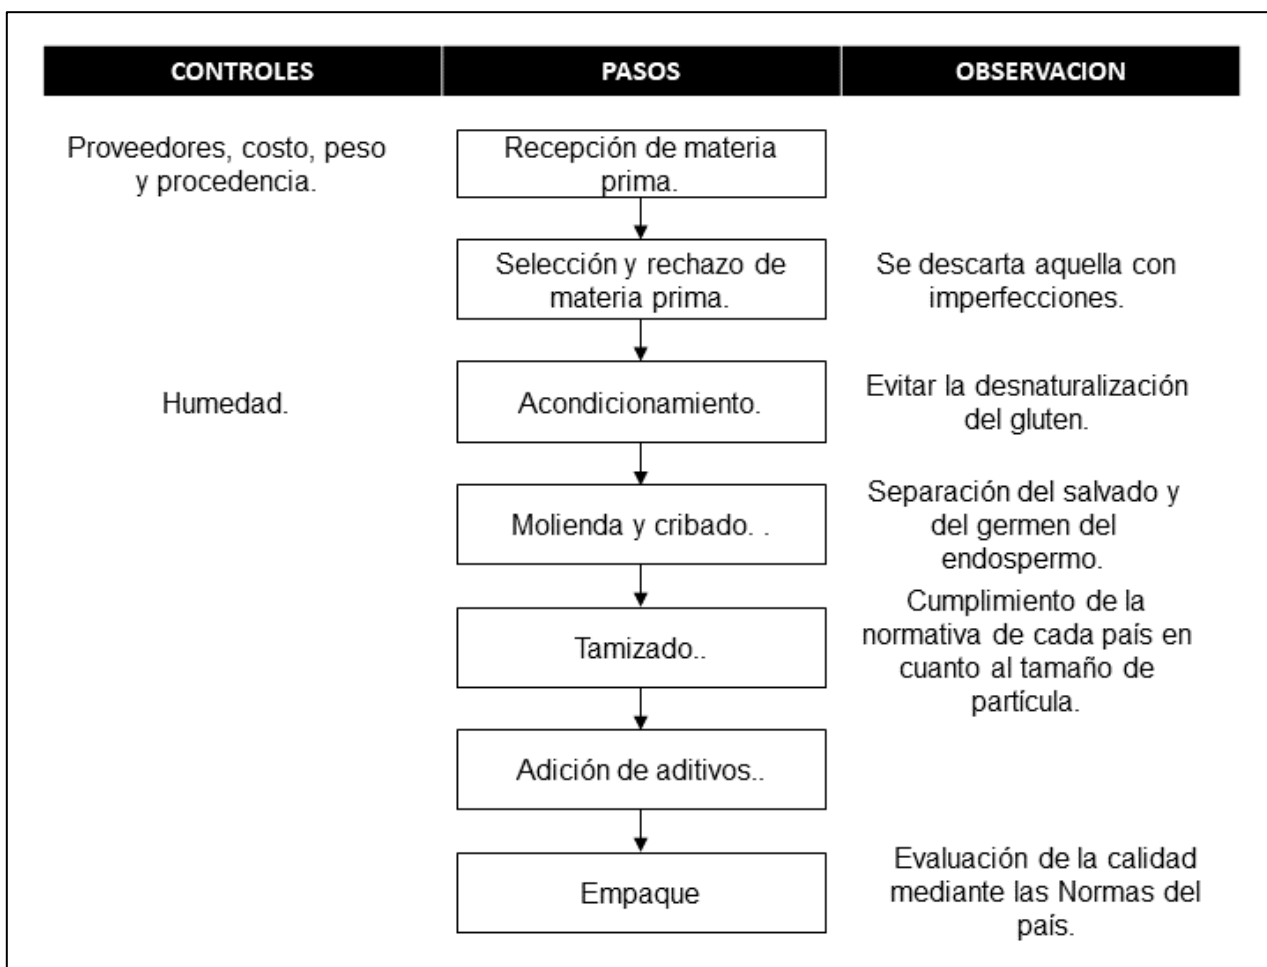 CONTROLES PASOS OBSERVACION
Proveedores, costo, peso
y procedencia.
Recepción de materia
prima.
Selección y rechazo de
materia prima.
Se descarta aquella con
imperfecciones.
Humedad.
Acondicionamiento.
Evitar la desnaturalización
del gluten.
Molienda y cribado. .
Separación del salvado y
del germen del
endospermo.
Tamizado..
Cumplimiento de la
normativa de cada país en
cuanto al tamaño de
partícula.
Adición de aditivos..
Empaque
Evaluación de la calidad
mediante las Normas del
país.